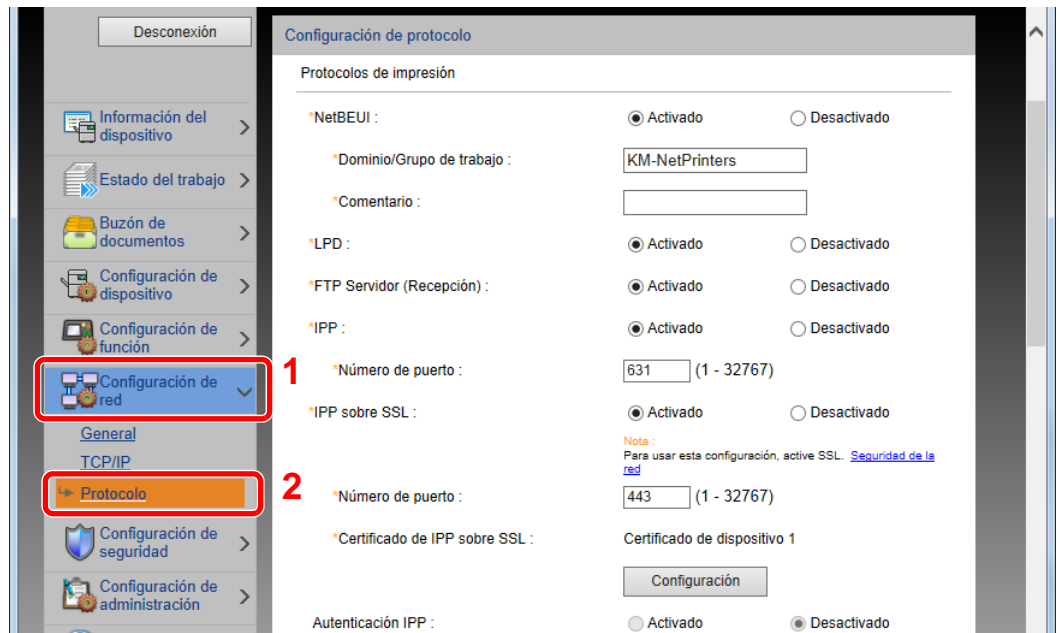 Desconexión
Información del
dispositivo
Estado del trabajo
Buzón de
documentos
Configuración de
dispositivo
Configuración de
función
Configuración de
red
1
General
TCP/IP
Protocolo
2
Configuración de
seguridad
Configuración de
administración
Configuración de protocolo
Protocolos de impresión
*NetBEUI : Activado Desactivado
*Dominio/Grupo de trabajo : KM-NetPrinters
*Comentario :
*LPD : Activado Desactivado
*FTP Servidor (Recepción) : Activado Desactivado
*IPP : Activado Desactivado
*Número de puerto : 631 (1 - 32767)
*IPP sobre SSL : Activado Desactivado
Nota :
Para usar esta configuración, active SSL. Seguridad de la
red
*Número de puerto : 443 (1 - 32767)
*Certificado de IPP sobre SSL : Certificado de dispositivo 1
Configuración
Autenticación IPP : Activado Desactivado